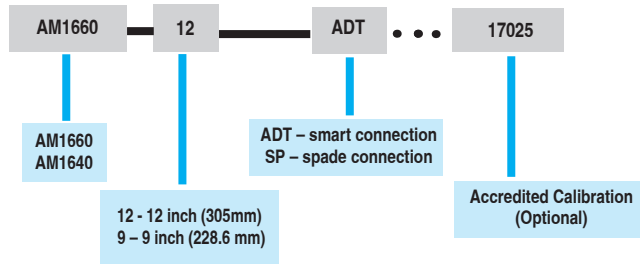 AM1660 12 ADT 17025
AM1660
AM1640
ADT – smart connection
SP – spade connection
12 - 12 inch (305mm)
9 – 9 inch (228.6 mm)
Accredited Calibration
(Optional)